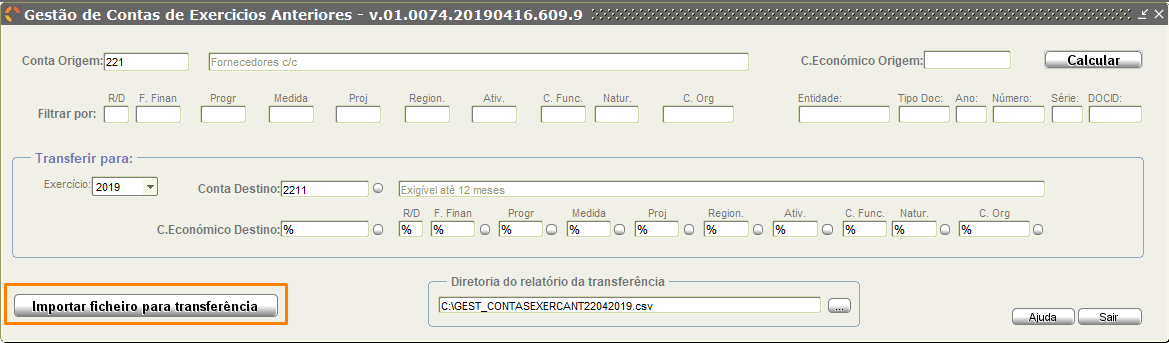 Gestão de Contas de Exercicios Anteriores - v.01.0074.20190416.609.9
Conta Origem: 221 Fornecedores c/c C.Económico Origem: Calcular
R/D F. Finan Progr Medida Proj Region. Ativ. C. Func. Natur. C. Org Entidade: Tipo Doc: Ano: Número: Série: DOCID:
Filtrar por:
Transferir para:
Exercício: 2019 Conta Destino: 2211 Exigível até 12 meses
R/D F. Finan Progr Medida Proj Region. Ativ. C. Func. Natur. C. Org
C.Económico Destino: % % % % % % % % % % %
Diretoria do relatório da transferência
Importar ficheiro para transferência C:\GEST_CONTASEXERCANT22042019.csv ...
Ajuda Sair